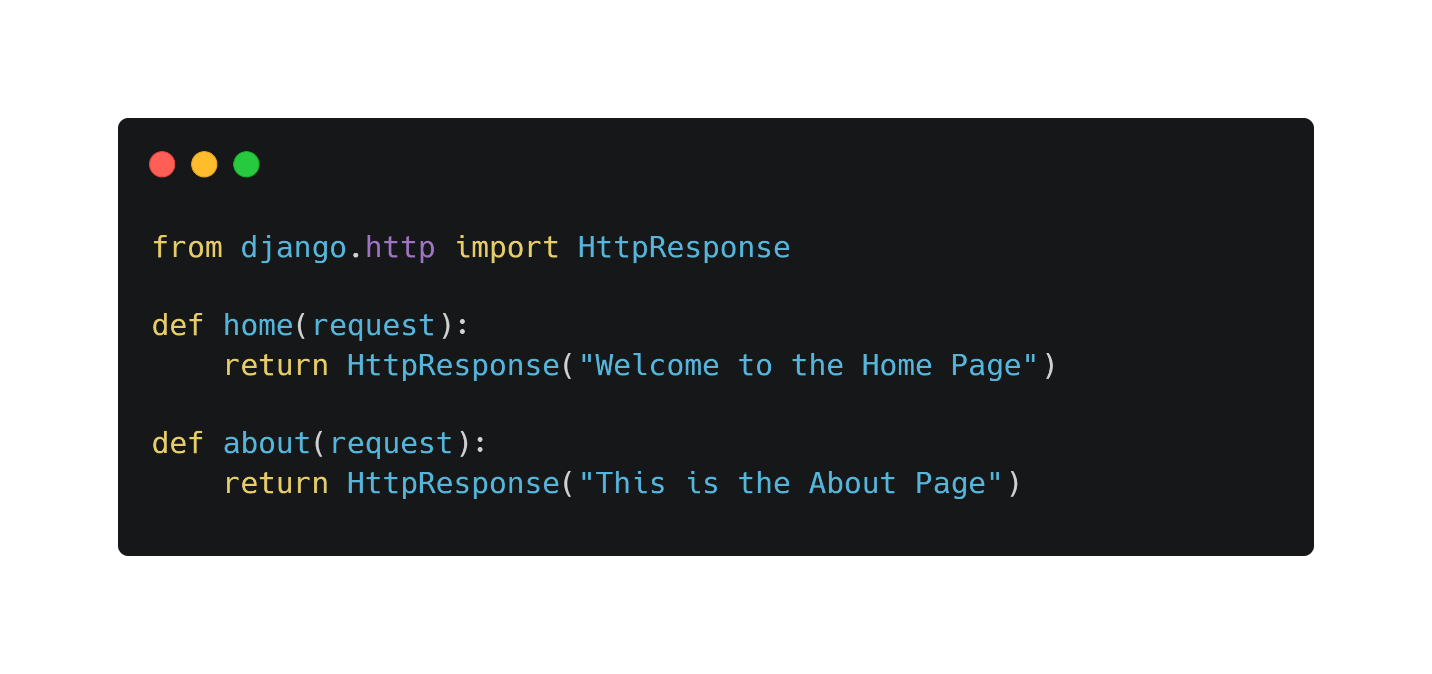 from django.http import HttpResponse
def home(request):
    return HttpResponse("Welcome to the Home Page")
def about(request):
    return HttpResponse("This is the About Page")